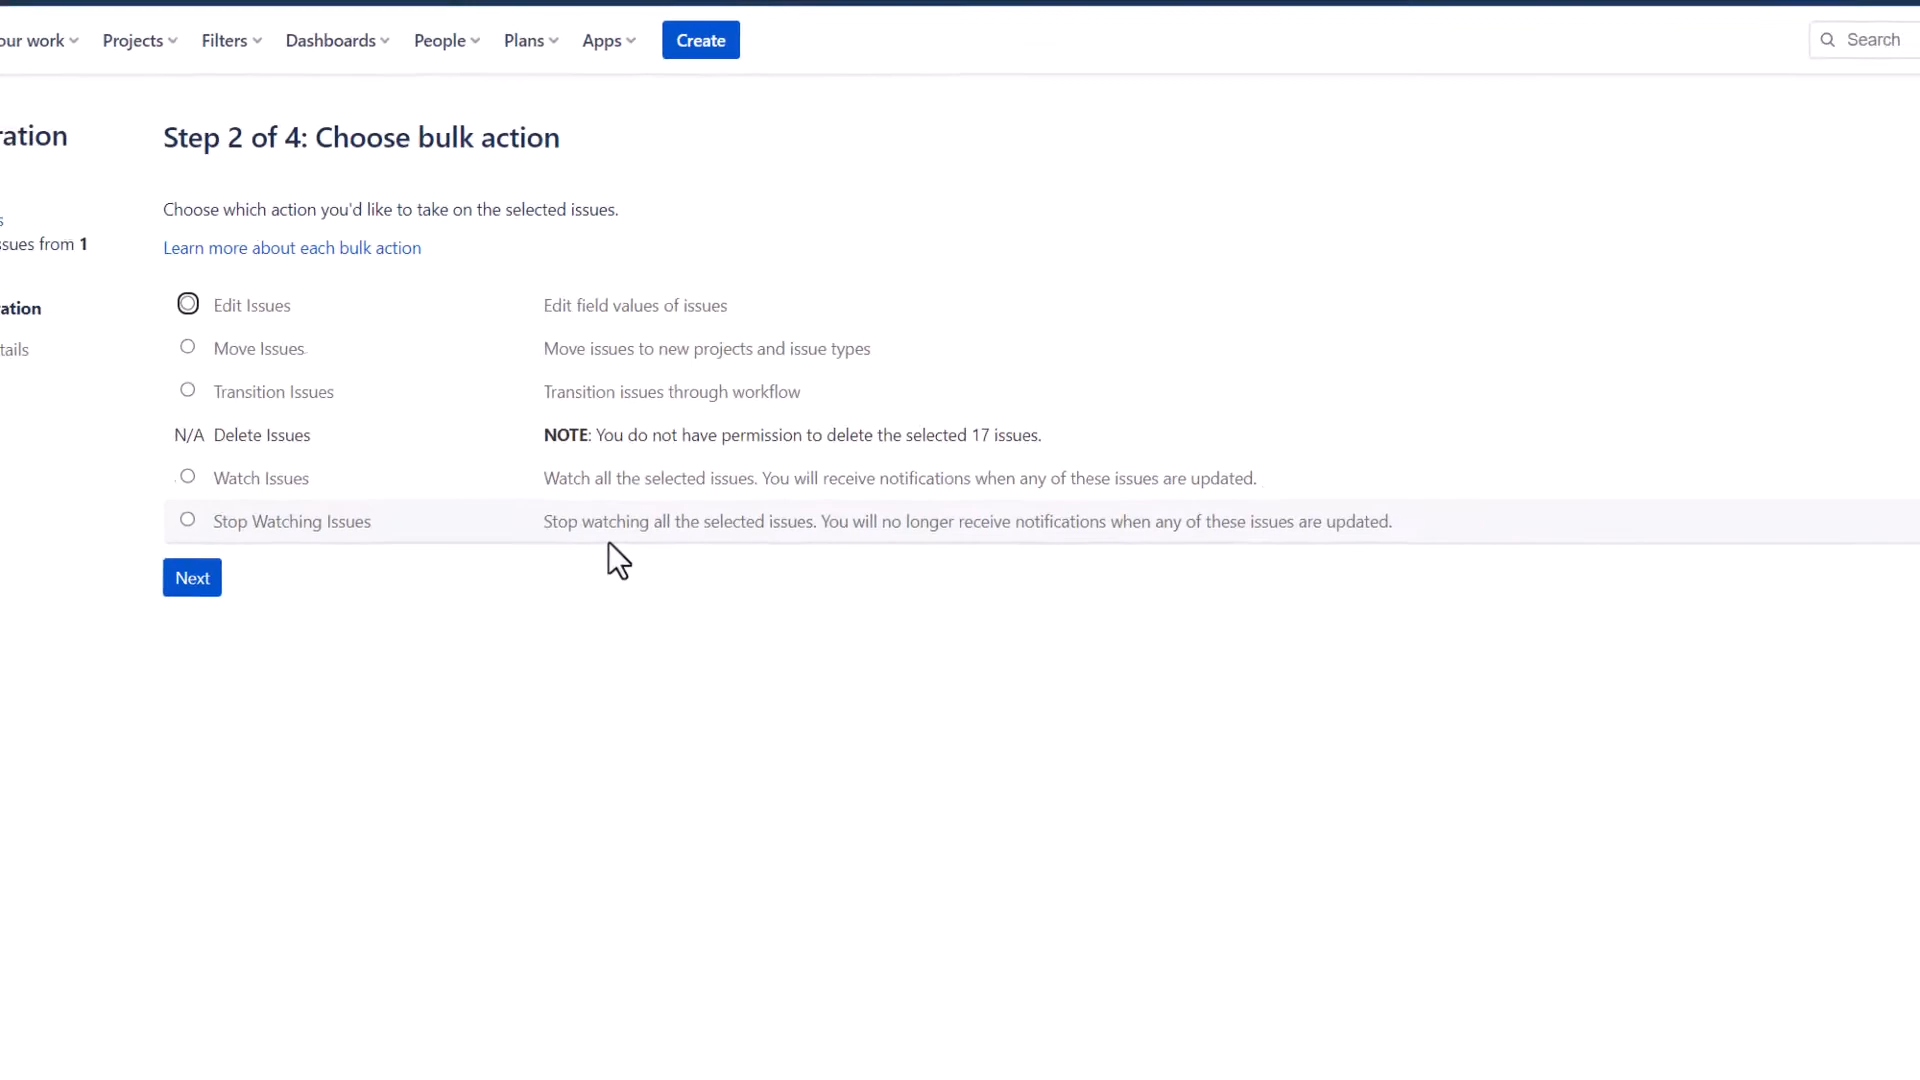 our work Projects Filters Dashboards People Plans Apps Create Search
ration
Step 2 of 4: Choose bulk action
Choose which action you'd like to take on the selected issues.
s
ssues from 1
Learn more about each bulk action
ration
tails
Edit Issues Edit field values of issues
Move Issues Move issues to new projects and issue types
Transition Issues Transition issues through workflow
N/A Delete Issues NOTE: You do not have permission to delete the selected 17 issues.
Watch Issues Watch all the selected issues. You will receive notifications when any of these issues are updated.
Stop Watching Issues Stop watching all the selected issues. You will no longer receive notifications when any of these issues are updated.
Next